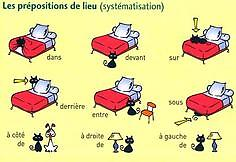 Les prépositions de lieu (systématisation)
dans
devant
sur
derrière
entre
sous
à côté de
à droite de
à gauche de